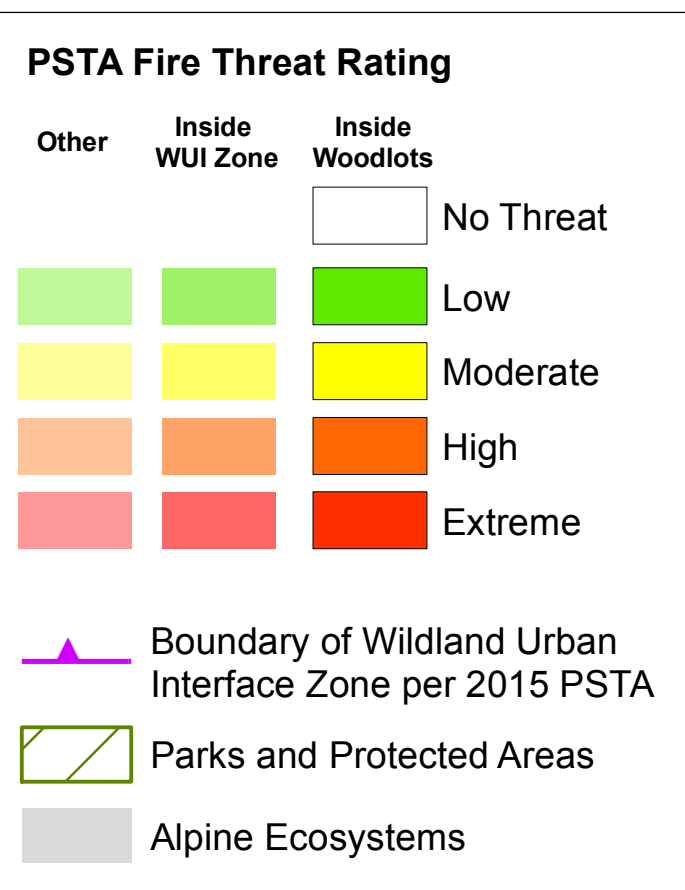 PSTA Fire Threat Rating
Other
Inside
WUI Zone
Inside
Woodlots
No Threat
Low
Moderate
High
Extreme
Boundary of Wildland Urban
Interface Zone per 2015 PSTA
Parks and Protected Areas
Alpine Ecosystems